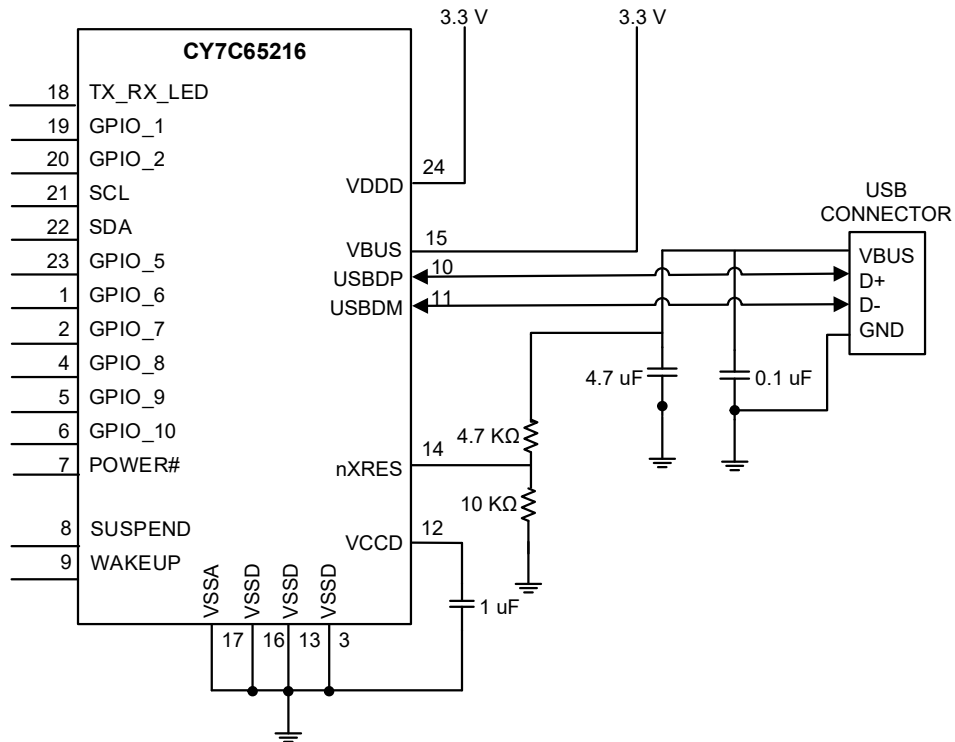 3.3 V
3.3 V
CY7C65216
18 TX_RX_LED
19 GPIO_1
20 GPIO_2
21 SCL
22 SDA
23 GPIO_5
1 GPIO_6
2 GPIO_7
4 GPIO_8
5 GPIO_9
6 GPIO_10
7 POWER#
8 SUSPEND
9 WAKEUP
VDDD 24
VBUS 15
USBDP 10
USBDM 11
nXRES 14
VCCD 12
VSSA
VSSD
VSSD
VSSD
17 16 13 3
USB
CONNECTOR
VBUS
D+
D-
GND
4.7 uF
0.1 uF
4.7 KΩ
10 KΩ
1 uF